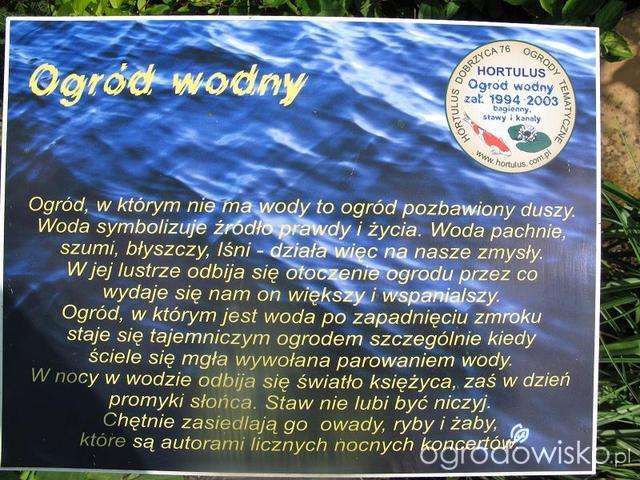 Ogród wodny
HORTULUS DOBRZYCA 76 OGRODY TEMATYCZNE
HORTULUS
Ogród wodny
zał. 1994-2003
bagienny,
stawy i kanały
www.hortulus.com.pl
Ogród, w którym nie ma wody to ogród pozbawiony duszy.
Woda symbolizuje źródło prawdy i życia. Woda pachnie,
szumi, błyszczy, lśni - działa więc na nasze zmysły.
W jej lustrze odbija się otoczenie ogrodu przez co
wydaje się nam on większy i wspanialszy.
Ogród, w którym jest woda po zapadnięciu zmroku
staje się tajemniczym ogrodem szczególnie kiedy
ściele się mgła wywołana parowaniem wody.
W nocy w wodzie odbija się światło księżyca, zaś w dzień
promyki słońca. Staw nie lubi być niczyj.
Chętnie zasiedlają go owady, ryby i żaby,
które są autorami licznych nocnych koncertów.
ogrodowisko.pl